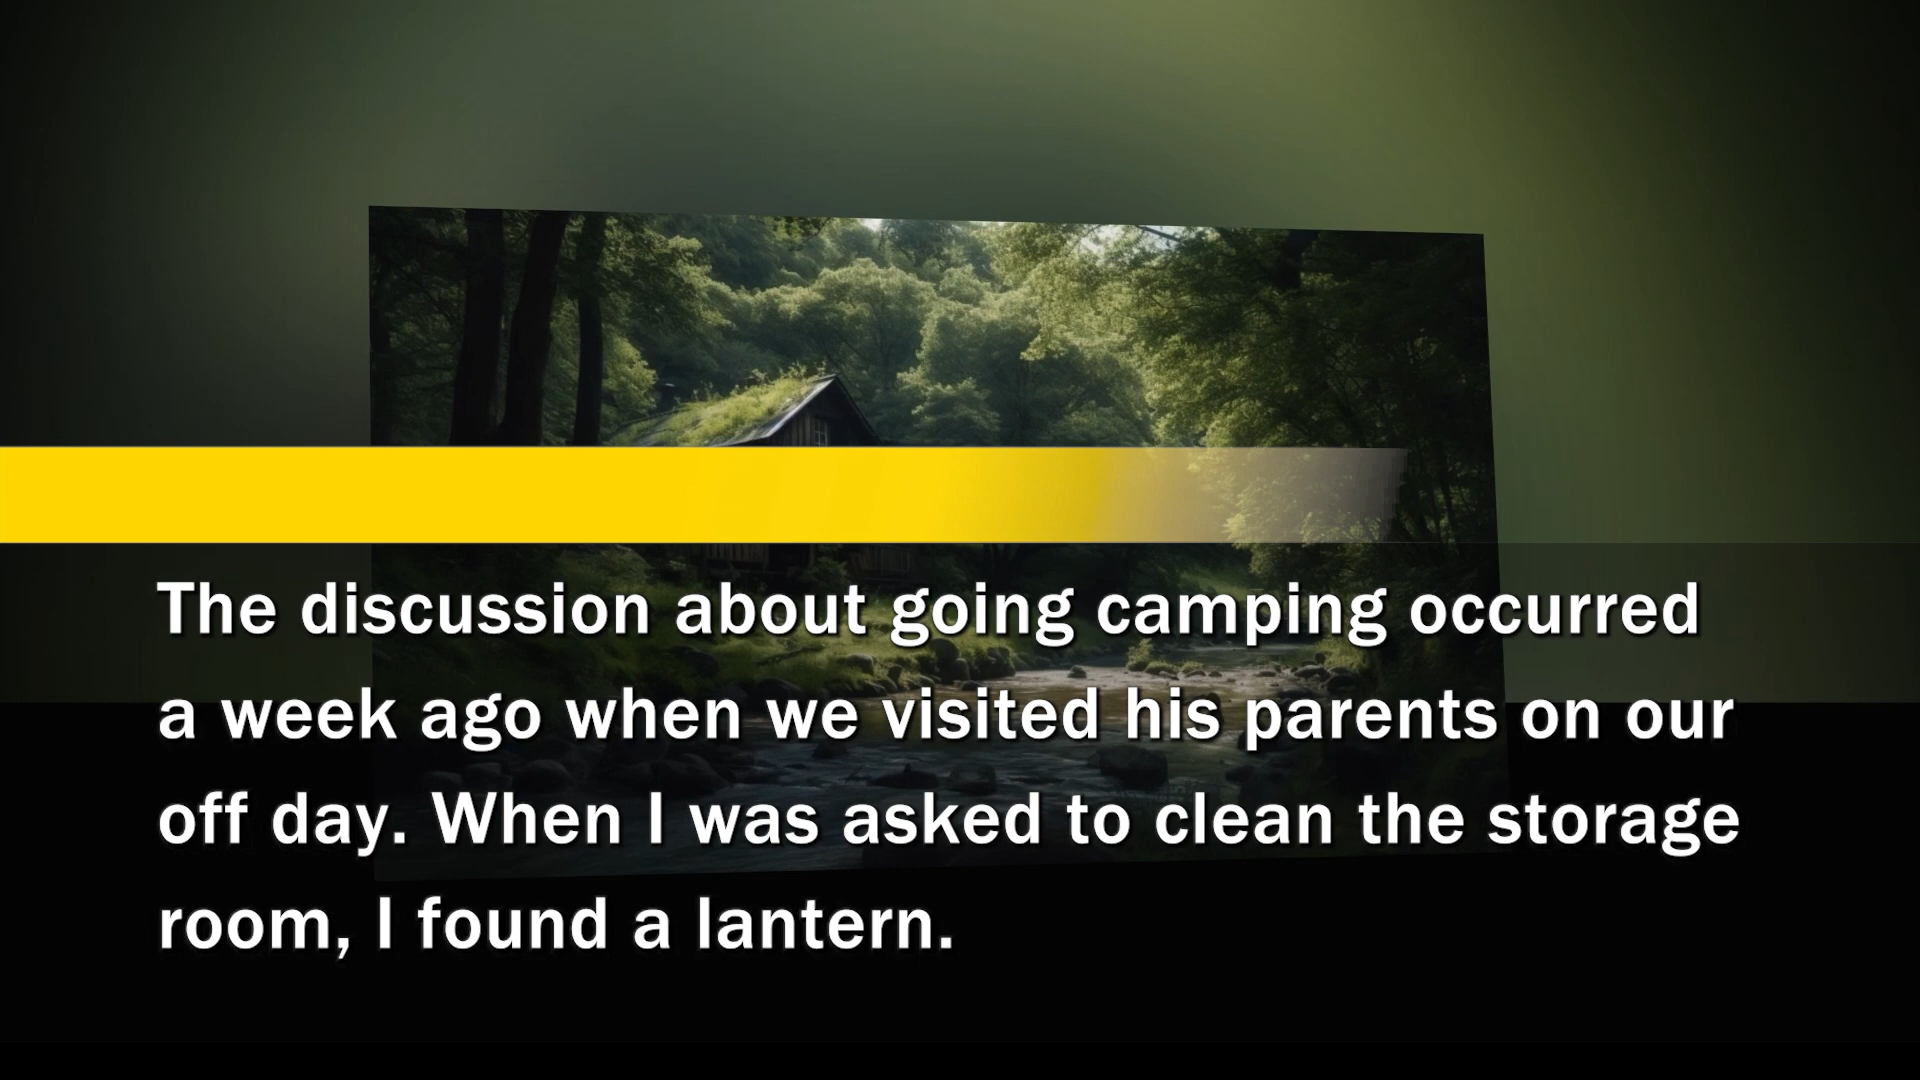 The discussion about going camping occurred
a week ago when we visited his parents on our
off day. When I was asked to clean the storage
room, I found a lantern.